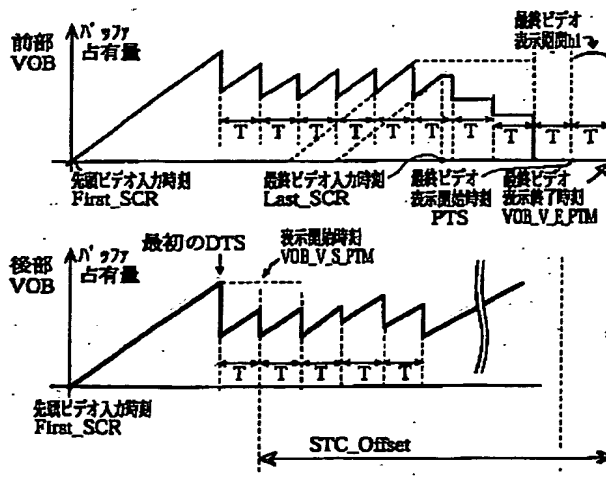 前部
VOB
バッファ
占有量
最終ビデオ
表示期間h1
T T T T T T T T T T
先頭ビデオ入力時刻
First_SCR
最終ビデオ入力時刻
Last_SCR
最終ビデオ
表示開始時刻
PTS
最終ビデオ
表示終了時刻
VOB_V_E_PTM
後部
VOB
バッファ
占有量
最初のDTS
表示開始時刻
VOB_V_S_PTM
T T T T T
先頭ビデオ入力時刻
First_SCR
STC_Offset